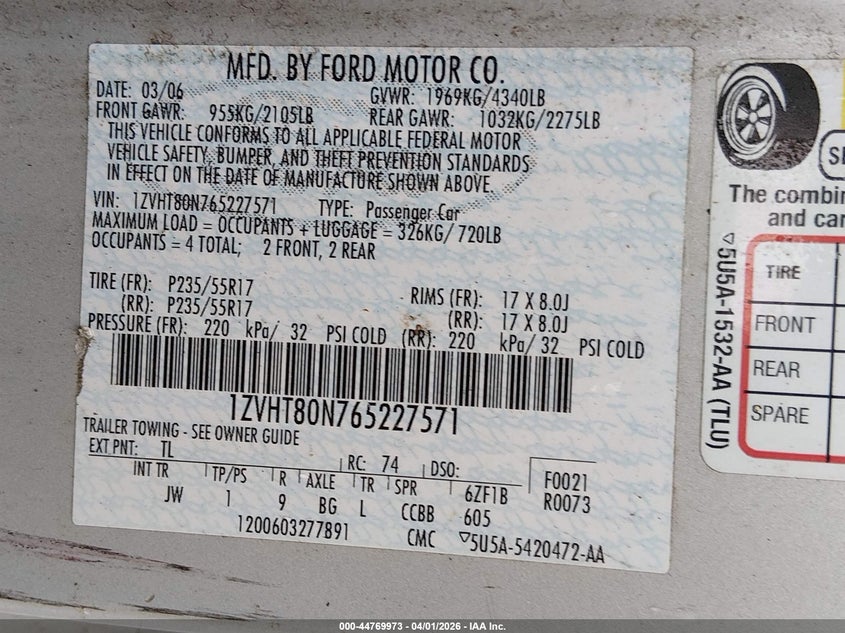 MFD. BY FORD MOTOR CO.
DATE: 03/06
GVWR: 1969KG/4340LB
FRONT GAWR: 955KG/2105LB
REAR GAWR: 1032KG/2275LB
THIS VEHICLE CONFORMS TO ALL APPLICABLE FEDERAL MOTOR
VEHICLE SAFETY, BUMPER, AND THEFT PREVENTION STANDARDS
IN EFFECT ON THE DATE OF MANUFACTURE SHOWN ABOVE.
VIN: 1ZVHT80N765227571 TYPE: Passenger Car
MAXIMUM LOAD = OCCUPANTS + LUGGAGE = 326KG/ 720LB
OCCUPANTS = 4 TOTAL; 2 FRONT, 2 REAR
TIRE (FR): P235/55R17 RIMS (FR): 17 X 8.0J
(RR): P235/55R17 (RR): 17 X 8.0J
PRESSURE (FR): 220 kPa/ 32 PSI COLD (RR): 220 kPa/ 32 PSI COLD
1ZVHT80N765227571
TRAILER TOWING - SEE OWNER GUIDE
EXT PNT: TL RC: 74 DSO: F0021
INT TR TP/PS R AXLE TR SPR 6ZF1B R0073
JW 1 9 BG L CCBB 605
1200603277891 CMC ▽5U5A-5420472-AA
The combin
and car
▽5U5A-1532-AA (TLU)
TIRE
FRONT
REAR
SPARE
000-44769973 - 04/01/2026 - IAA Inc.